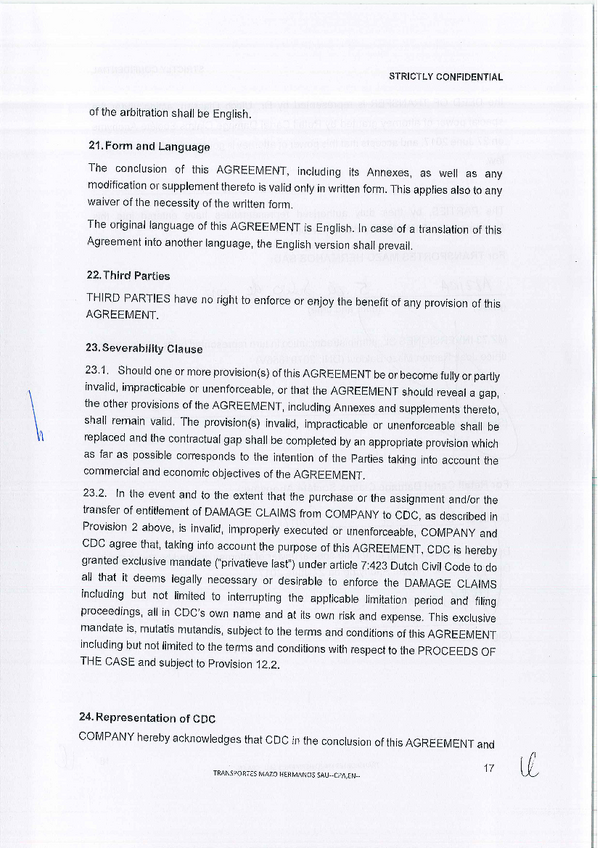 STRICTLY CONFIDENTIAL
of the arbitration shall be English.
21. Form and Language
The conclusion of this AGREEMENT, including its Annexes, as well as any
modification or supplement thereto is valid only in written form. This applies also to any
waiver of the necessity of the written form.
The original language of this AGREEMENT is English. In case of a translation of this
Agreement into another language, the English version shall prevail.
22. Third Parties
THIRD PARTIES have no right to enforce or enjoy the benefit of any provision of this
AGREEMENT.
23. Severability Clause
23.1. Should one or more provision(s) of this AGREEMENT be or become fully or partly
invalid, impracticable or unenforceable, or that the AGREEMENT should reveal a gap,
the other provisions of the AGREEMENT, including Annexes and supplements thereto,
shall remain valid. The provision(s) invalid, impracticable or unenforceable shall be
replaced and the contractual gap shall be completed by an appropriate provision which
as far as possible corresponds to the intention of the Parties taking into account the
commercial and economic objectives of the AGREEMENT.
23.2. In the event and to the extent that the purchase or the assignment and/or the
transfer of entitlement of DAMAGE CLAIMS from COMPANY to CDC, as described in
Provision 2 above, is invalid, improperly executed or unenforceable, COMPANY and
CDC agree that, taking into account the purpose of this AGREEMENT, CDC is hereby
granted exclusive mandate ("privatieve last") under article 7:423 Dutch Civil Code to do
all that it deems legally necessary or desirable to enforce the DAMAGE CLAIMS
including but not limited to interrupting the applicable limitation period and filing
proceedings, all in CDC's own name and at its own risk and expense. This exclusive
mandate is, mutatis mutandis, subject to the terms and conditions of this AGREEMENT
including but not limited to the terms and conditions with respect to the PROCEEDS OF
THE CASE and subject to Provision 12.2.
24. Representation of CDC
COMPANY hereby acknowledges that CDC in the conclusion of this AGREEMENT and
17
TRANSPORTES MAZO HERMANOS SAU--CPA,EN--